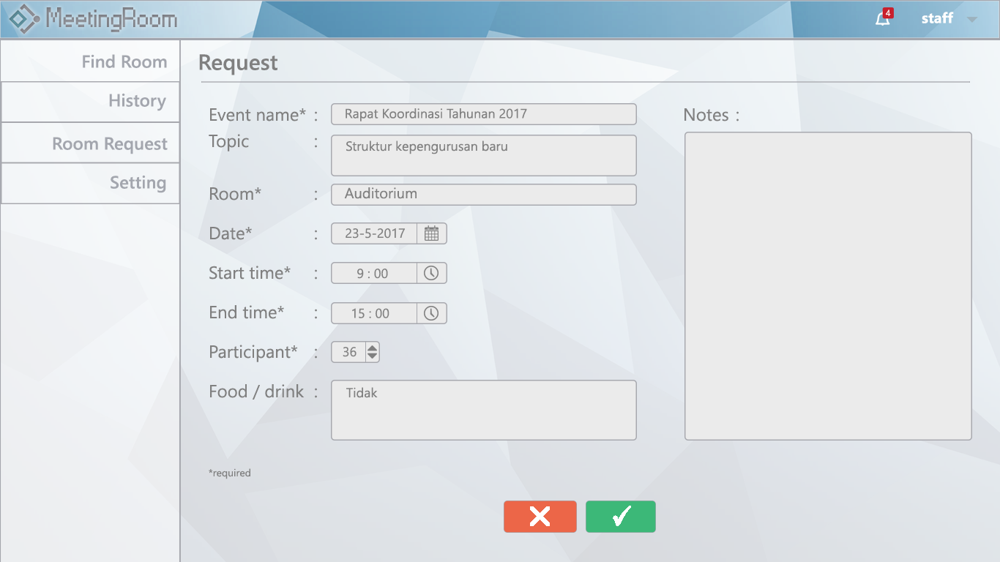 MeetingRoom
4
staff
Find Room
History
Room Request
Setting
Request
Event name* : Rapat Koordinasi Tahunan 2017
Topic : Struktur kepengurusan baru
Room* : Auditorium
Date* : 23-5-2017
Start time* : 9 : 00
End time* : 15 : 00
Participant* : 36
Food / drink : Tidak
*required
Notes :